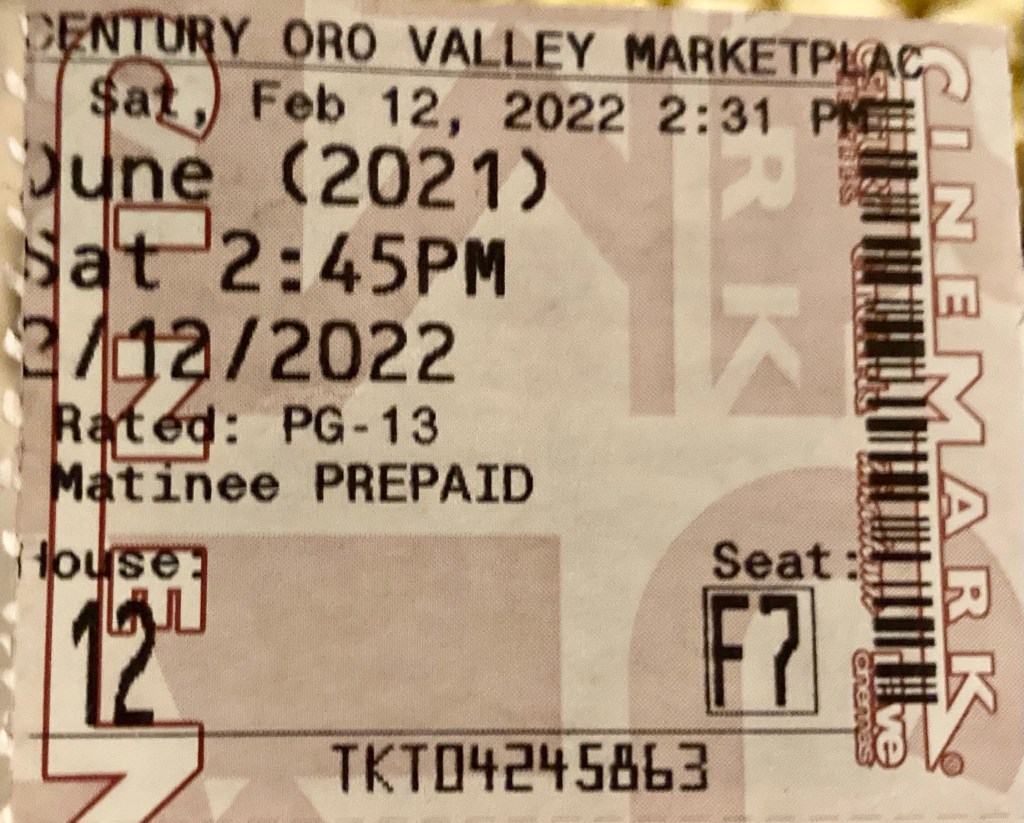 CENTURY ORO VALLEY MARKETPLAC
Sat, Feb 12, 2022 2:31 PM
Dune (2021)
Sat 2:45PM
2/12/2022
Rated: PG-13
Matinee PREPAID
House:
Seat:
12
F7
TKT04245863
CINEMARK